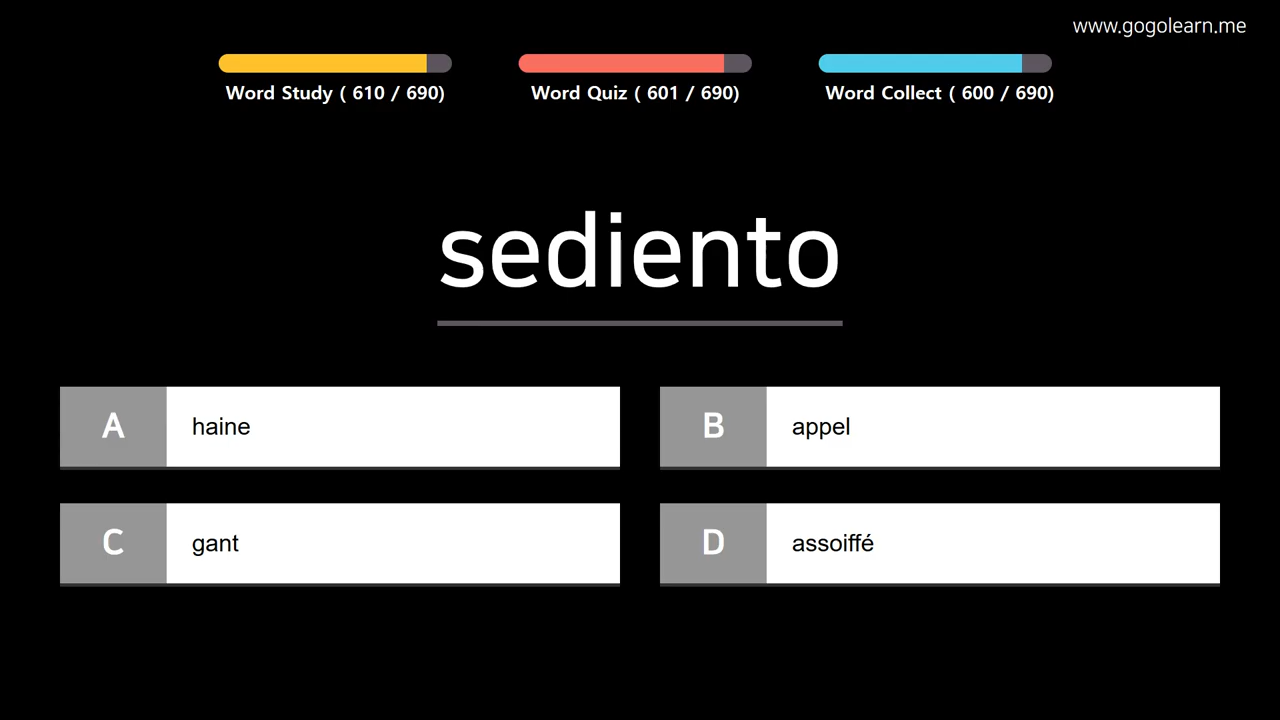 www.gogolearn.me
Word Study ( 610 / 690)
Word Quiz ( 601 / 690)
Word Collect ( 600 / 690)
sediento
A haine
B appel
C gant
D assoiffé